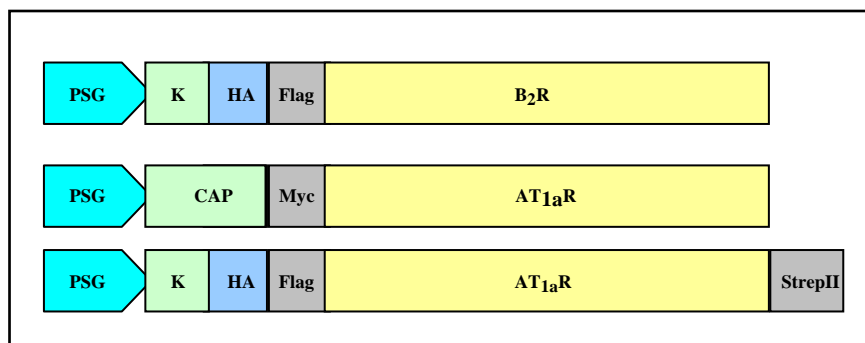 PSG K HA Flag B2R
PSG CAP Myc AT1aR
PSG K HA Flag AT1aR StrepII